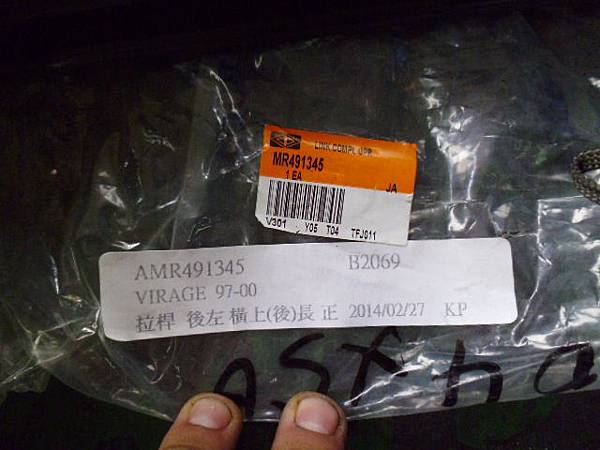 LINK COMPL UPR
MR491345
1 EA
JA
V301 Y05 T04 TFJ011
AMR491345 B2069
VIRAGE 97-00
拉桿 後左 橫上(後)長 正 2014/02/27 KP